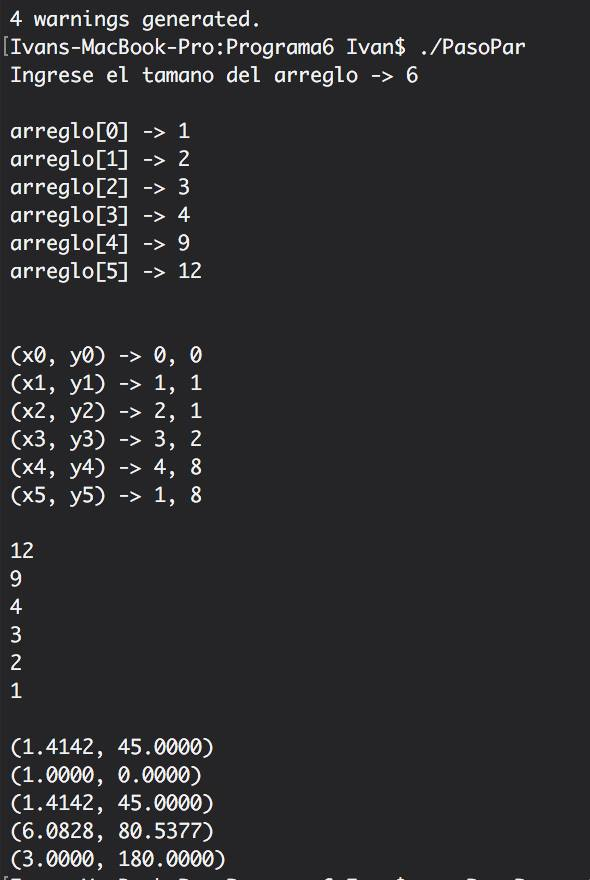 4 warnings generated.
[Ivans-MacBook-Pro:Programa6 Ivan$ ./PasoPar
Ingrese el tamano del arreglo -> 6
arreglo[0] -> 1
arreglo[1] -> 2
arreglo[2] -> 3
arreglo[3] -> 4
arreglo[4] -> 9
arreglo[5] -> 12
(x0, y0) -> 0, 0
(x1, y1) -> 1, 1
(x2, y2) -> 2, 1
(x3, y3) -> 3, 2
(x4, y4) -> 4, 8
(x5, y5) -> 1, 8
12
9
4
3
2
1
(1.4142, 45.0000)
(1.0000, 0.0000)
(1.4142, 45.0000)
(6.0828, 80.5377)
(3.0000, 180.0000)